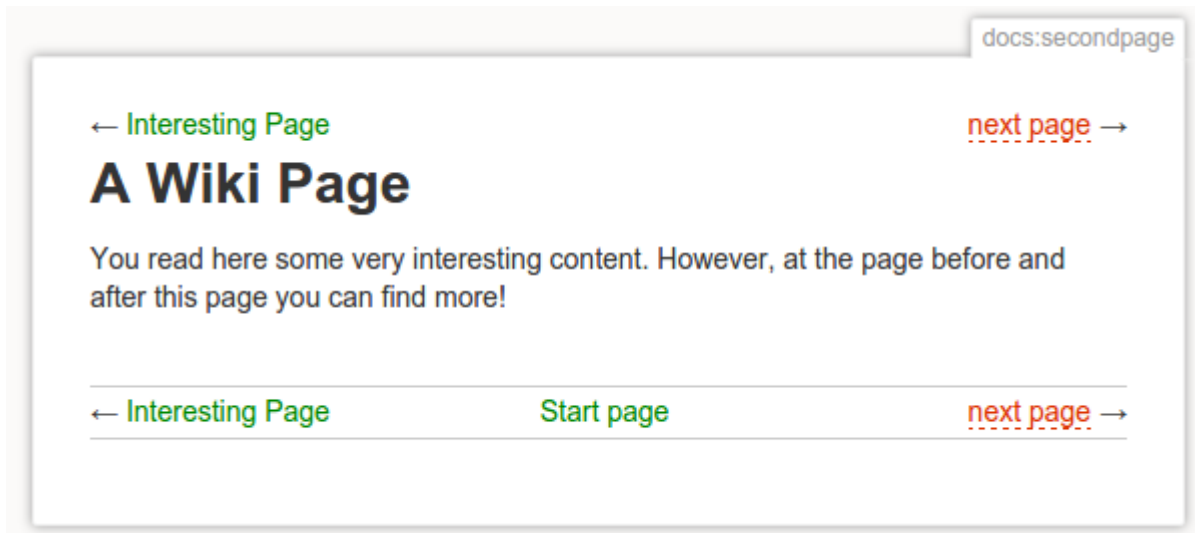 docs:secondpage
← Interesting Page next page →
A Wiki Page
You read here some very interesting content. However, at the page before and
after this page you can find more!
← Interesting Page Start page next page →